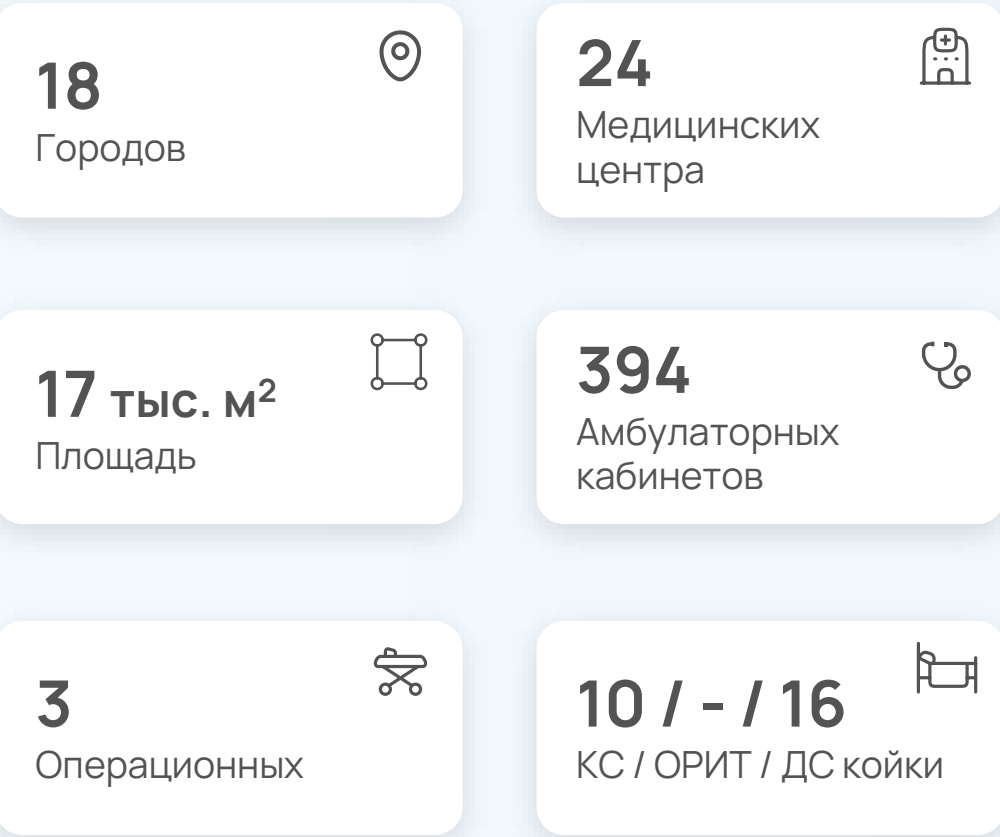 18
Городов
24
Медицинских
центра
17 тыс. м²
Площадь
394
Амбулаторных
кабинетов
3
Операционных
10 / - / 16
КС / ОРИТ / ДС койки